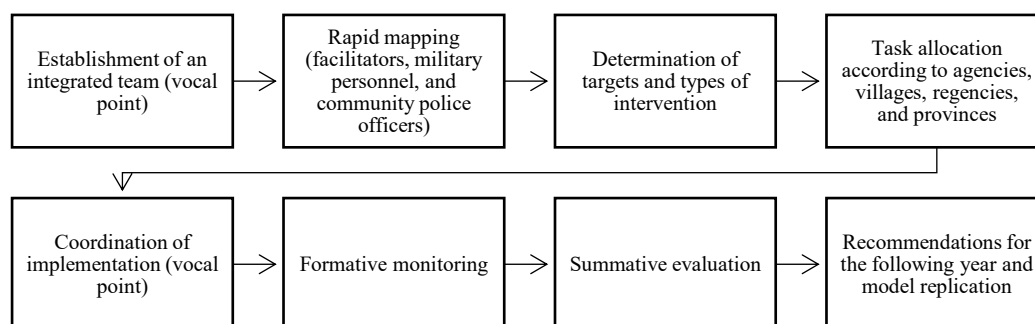 Establishment of an
integrated team (vocal
point)
Rapid mapping
(facilitators, military
personnel, and
community police
officers)
Determination of
targets and types of
intervention
Task allocation
according to agencies,
villages, regencies,
and provinces
Coordination of
implementation (vocal
point)
Formative monitoring
Summative evaluation
Recommendations for
the following year and
model replication